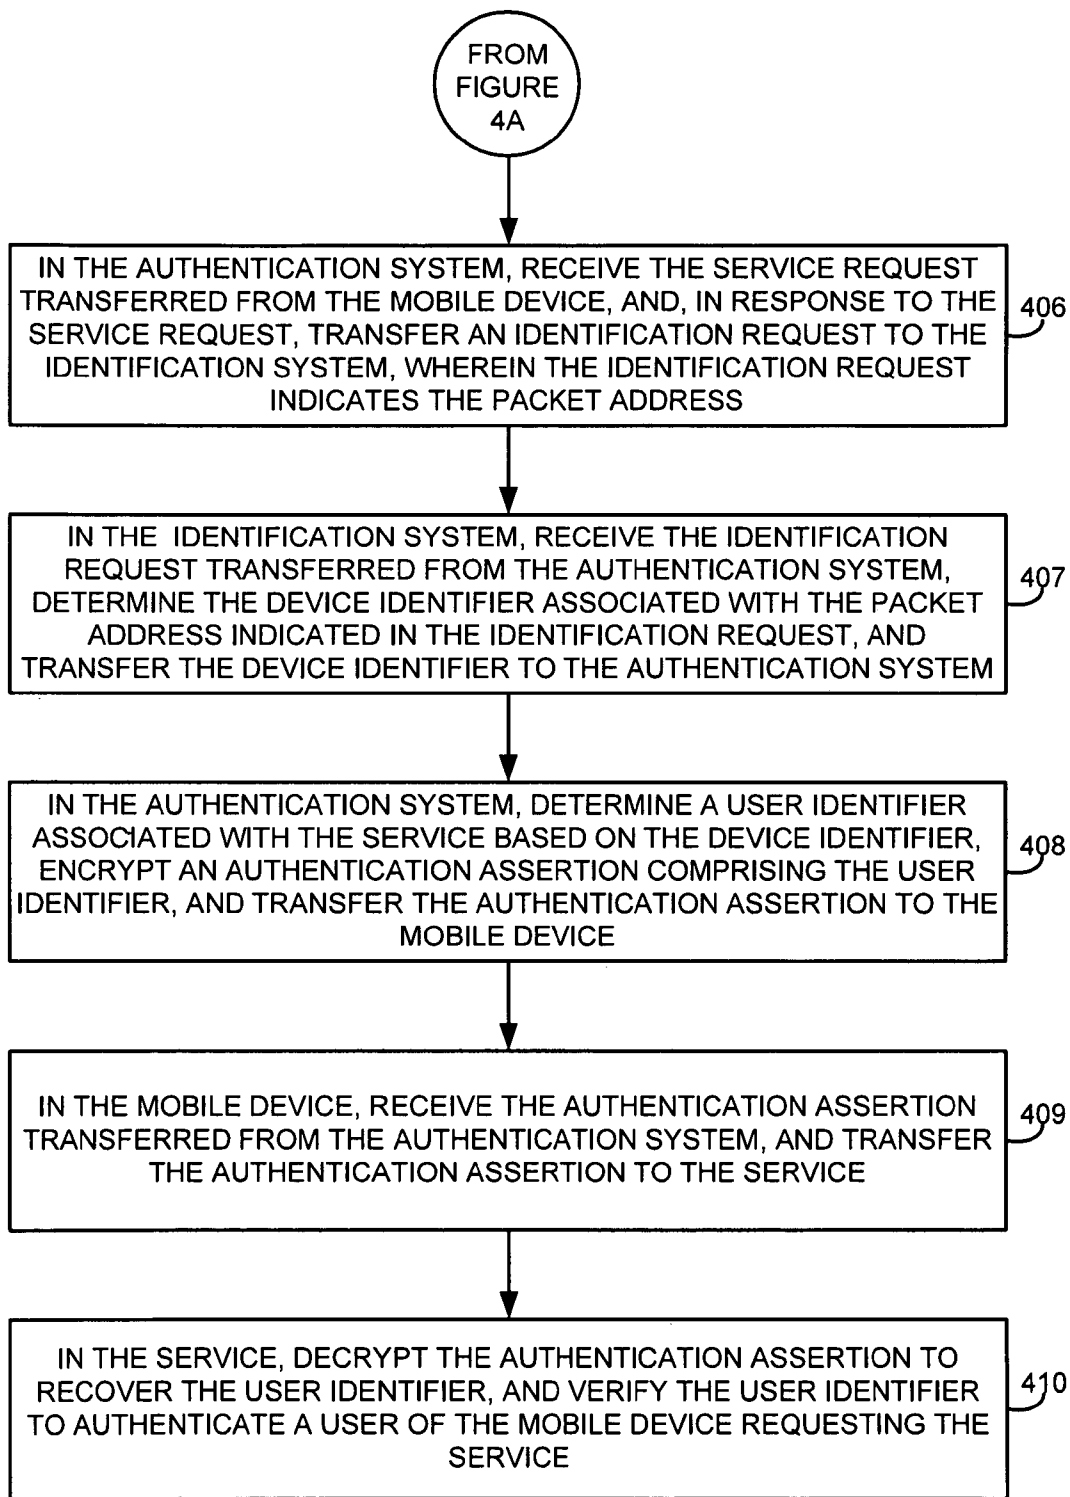 FROM
FIGURE
4A
IN THE AUTHENTICATION SYSTEM, RECEIVE THE SERVICE REQUEST
TRANSFERRED FROM THE MOBILE DEVICE, AND, IN RESPONSE TO THE
SERVICE REQUEST, TRANSFER AN IDENTIFICATION REQUEST TO THE
IDENTIFICATION SYSTEM, WHEREIN THE IDENTIFICATION REQUEST
INDICATES THE PACKET ADDRESS
406
IN THE IDENTIFICATION SYSTEM, RECEIVE THE IDENTIFICATION
REQUEST TRANSFERRED FROM THE AUTHENTICATION SYSTEM,
DETERMINE THE DEVICE IDENTIFIER ASSOCIATED WITH THE PACKET
ADDRESS INDICATED IN THE IDENTIFICATION REQUEST, AND
TRANSFER THE DEVICE IDENTIFIER TO THE AUTHENTICATION SYSTEM
407
IN THE AUTHENTICATION SYSTEM, DETERMINE A USER IDENTIFIER
ASSOCIATED WITH THE SERVICE BASED ON THE DEVICE IDENTIFIER,
ENCRYPT AN AUTHENTICATION ASSERTION COMPRISING THE USER
IDENTIFIER, AND TRANSFER THE AUTHENTICATION ASSERTION TO THE
MOBILE DEVICE
408
IN THE MOBILE DEVICE, RECEIVE THE AUTHENTICATION ASSERTION
TRANSFERRED FROM THE AUTHENTICATION SYSTEM, AND TRANSFER
THE AUTHENTICATION ASSERTION TO THE SERVICE
409
IN THE SERVICE, DECRYPT THE AUTHENTICATION ASSERTION TO
RECOVER THE USER IDENTIFIER, AND VERIFY THE USER IDENTIFIER
TO AUTHENTICATE A USER OF THE MOBILE DEVICE REQUESTING THE
SERVICE
410